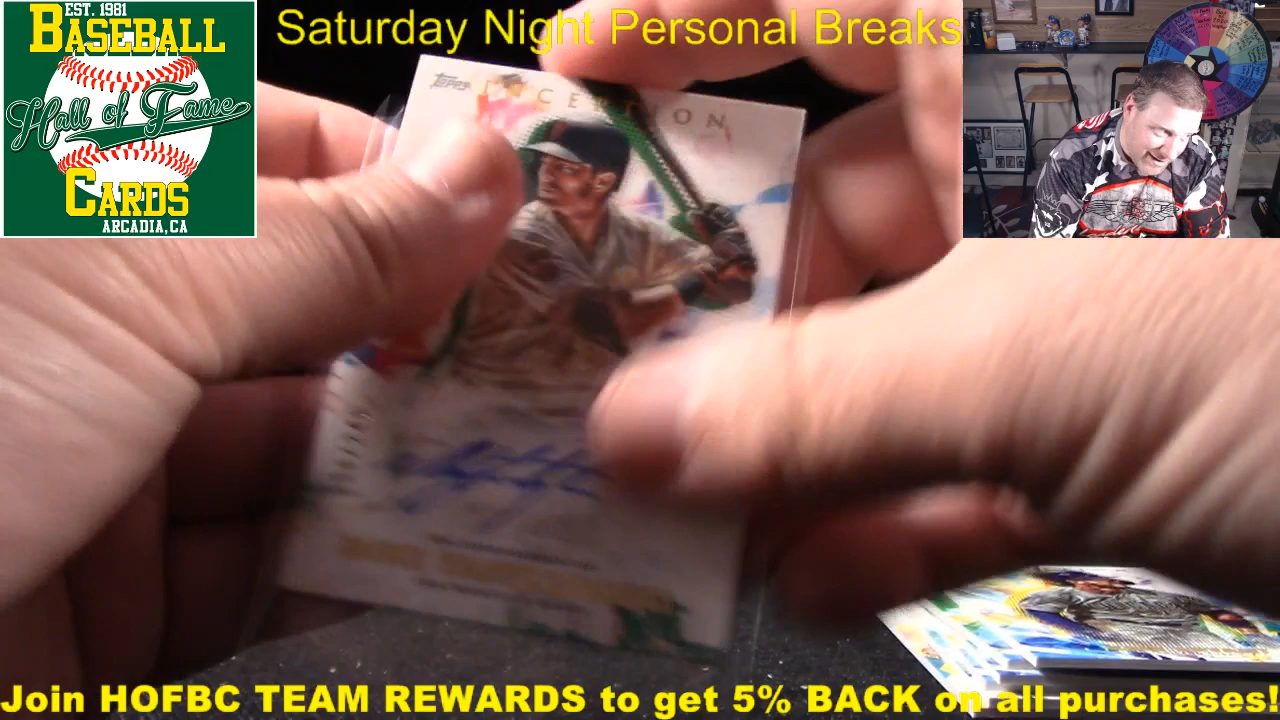 EST. 1981
BASEBALL
Hall of Fame
CARDS
ARCADIA,CA
Saturday Night Personal Breaks
TOPPS
Join HOFBC TEAM REWARDS to get 5% BACK on all purchases!